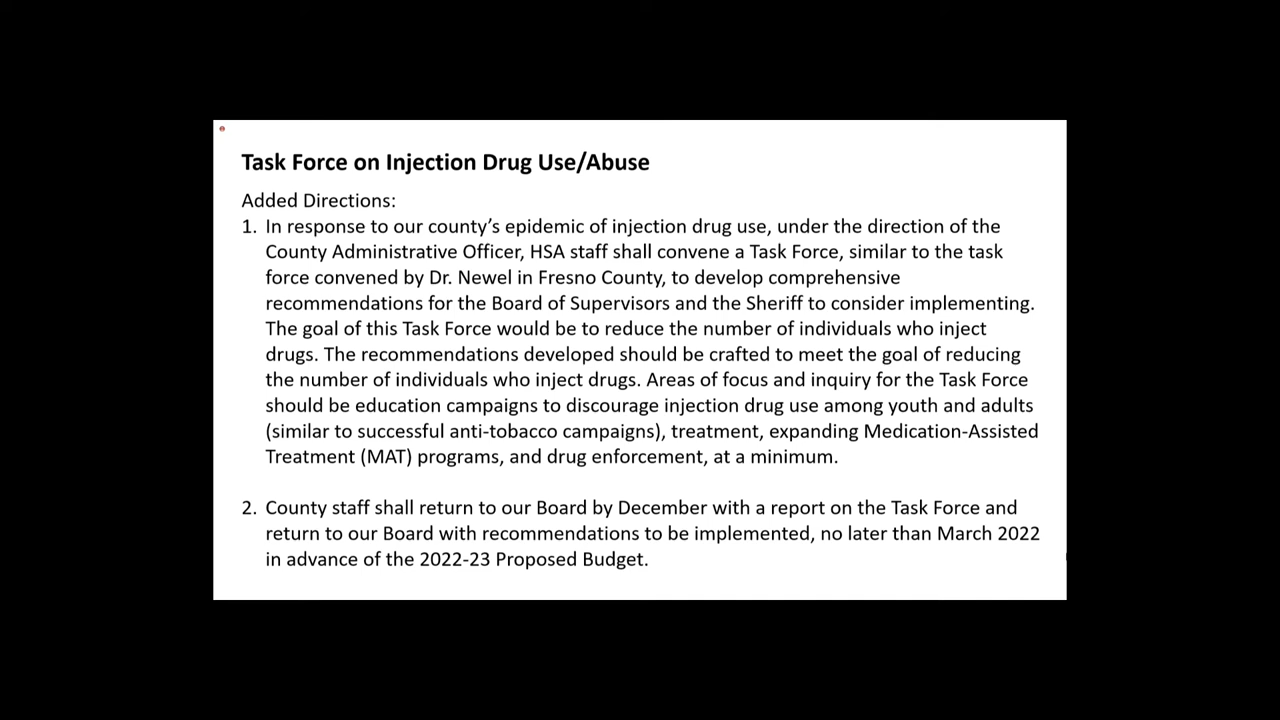 Task Force on Injection Drug Use/Abuse
Added Directions:
1. In response to our county’s epidemic of injection drug use, under the direction of the
County Administrative Officer, HSA staff shall convene a Task Force, similar to the task
force convened by Dr. Newel in Fresno County, to develop comprehensive
recommendations for the Board of Supervisors and the Sheriff to consider implementing.
The goal of this Task Force would be to reduce the number of individuals who inject
drugs. The recommendations developed should be crafted to meet the goal of reducing
the number of individuals who inject drugs. Areas of focus and inquiry for the Task Force
should be education campaigns to discourage injection drug use among youth and adults
(similar to successful anti-tobacco campaigns), treatment, expanding Medication-Assisted
Treatment (MAT) programs, and drug enforcement, at a minimum.
2. County staff shall return to our Board by December with a report on the Task Force and
return to our Board with recommendations to be implemented, no later than March 2022
in advance of the 2022-23 Proposed Budget.